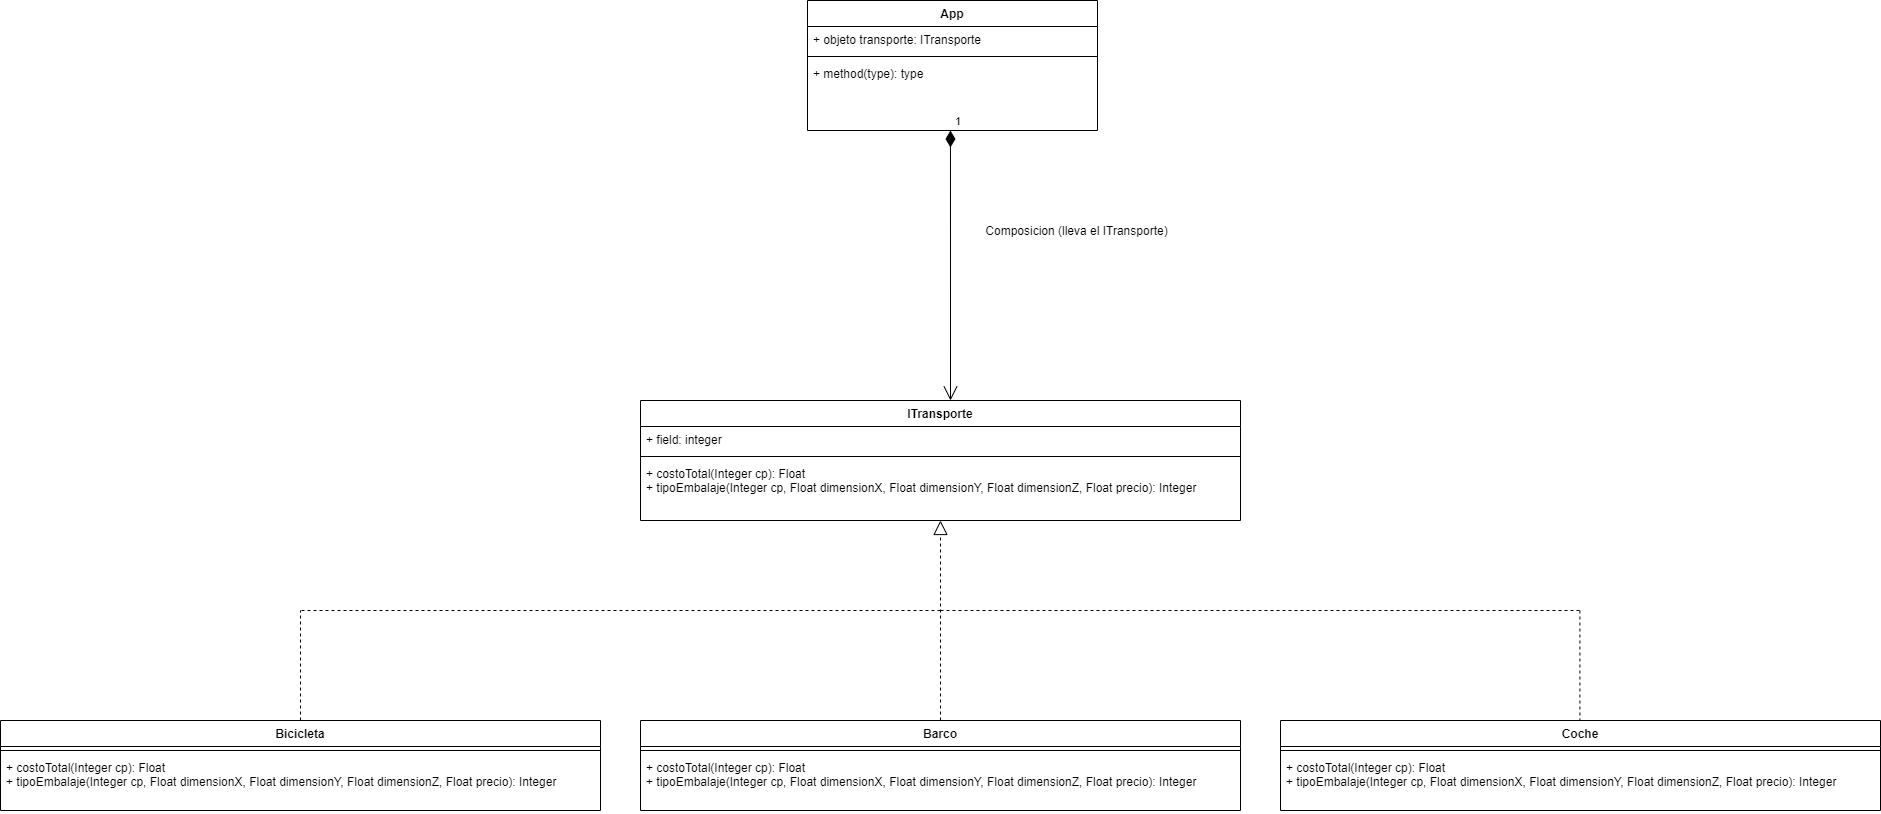 App
+ objeto transporte: ITransporte
+ method(type): type
1
Composicion (lleva el ITransporte)
ITransporte
+ field: integer
+ costoTotal(Integer cp): Float
+ tipoEmbalaje(Integer cp, Float dimensionX, Float dimensionY, Float dimensionZ, Float precio): Integer
Bicicleta
+ costoTotal(Integer cp): Float
+ tipoEmbalaje(Integer cp, Float dimensionX, Float dimensionY, Float dimensionZ, Float precio): Integer
Barco
+ costoTotal(Integer cp): Float
+ tipoEmbalaje(Integer cp, Float dimensionX, Float dimensionY, Float dimensionZ, Float precio): Integer
Coche
+ costoTotal(Integer cp): Float
+ tipoEmbalaje(Integer cp, Float dimensionX, Float dimensionY, Float dimensionZ, Float precio): Integer